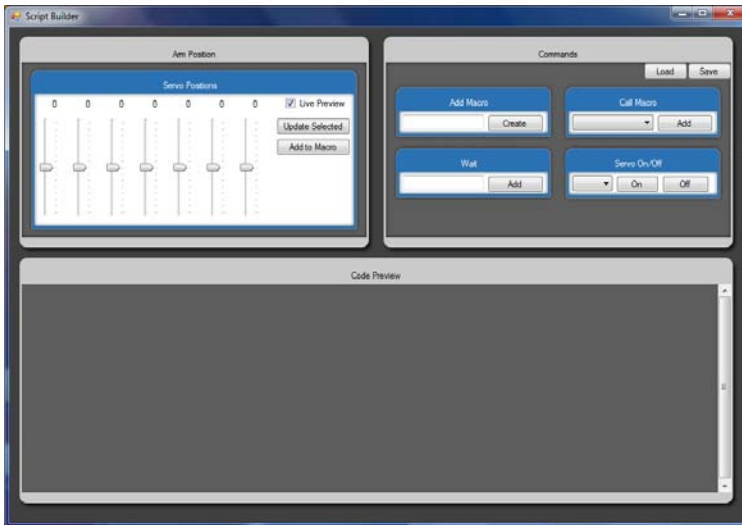 Script Builder
Arm Position
Servo Positions
0 0 0 0 0 0 0
Live Preview
Update Selected
Add to Macro
Commands
Load Save
Add Macro
Create
Call Macro
Add
Wait
Add
Servo On/Off
On Off
Code Preview